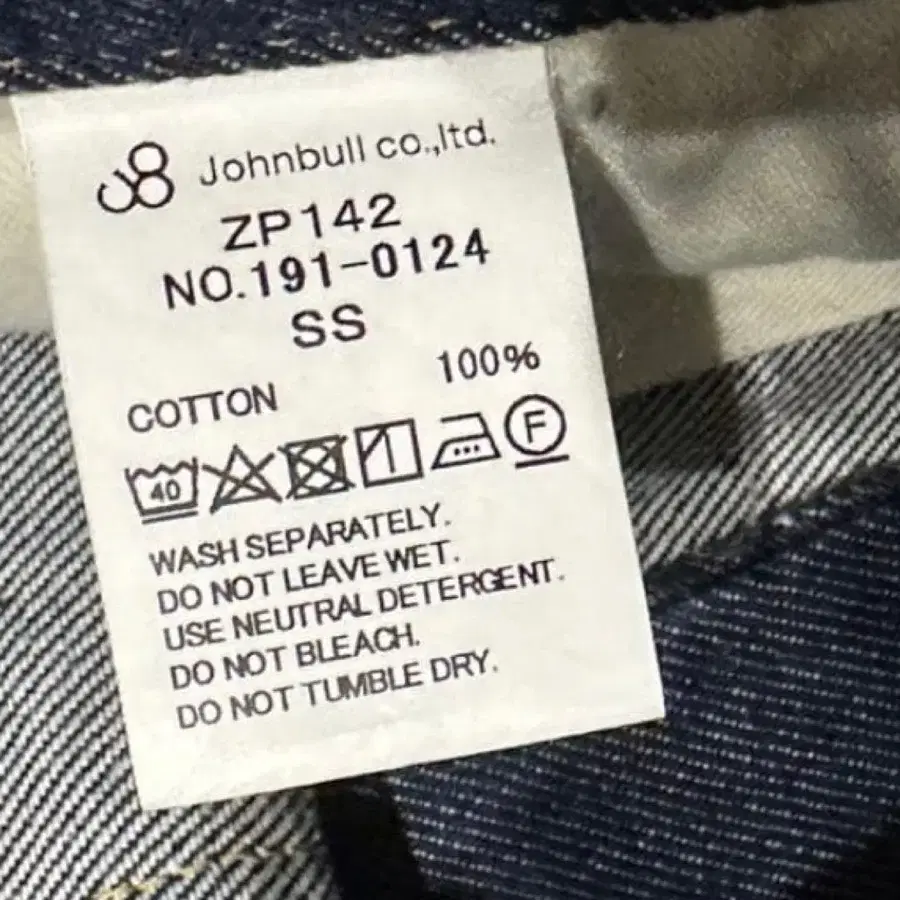 Johnbull co.,ltd.
ZP142
NO.191-0124
SS
COTTON 100%
40 F
WASH SEPARATELY.
DO NOT LEAVE WET.
USE NEUTRAL DETERGENT.
DO NOT BLEACH.
DO NOT TUMBLE DRY.